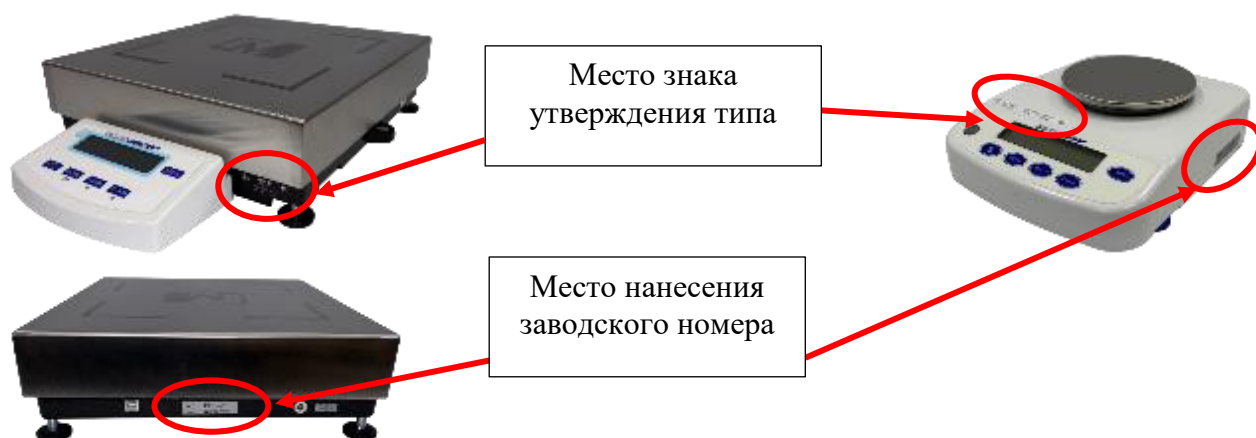 Место знака
утверждения типа
Место нанесения
заводского номера